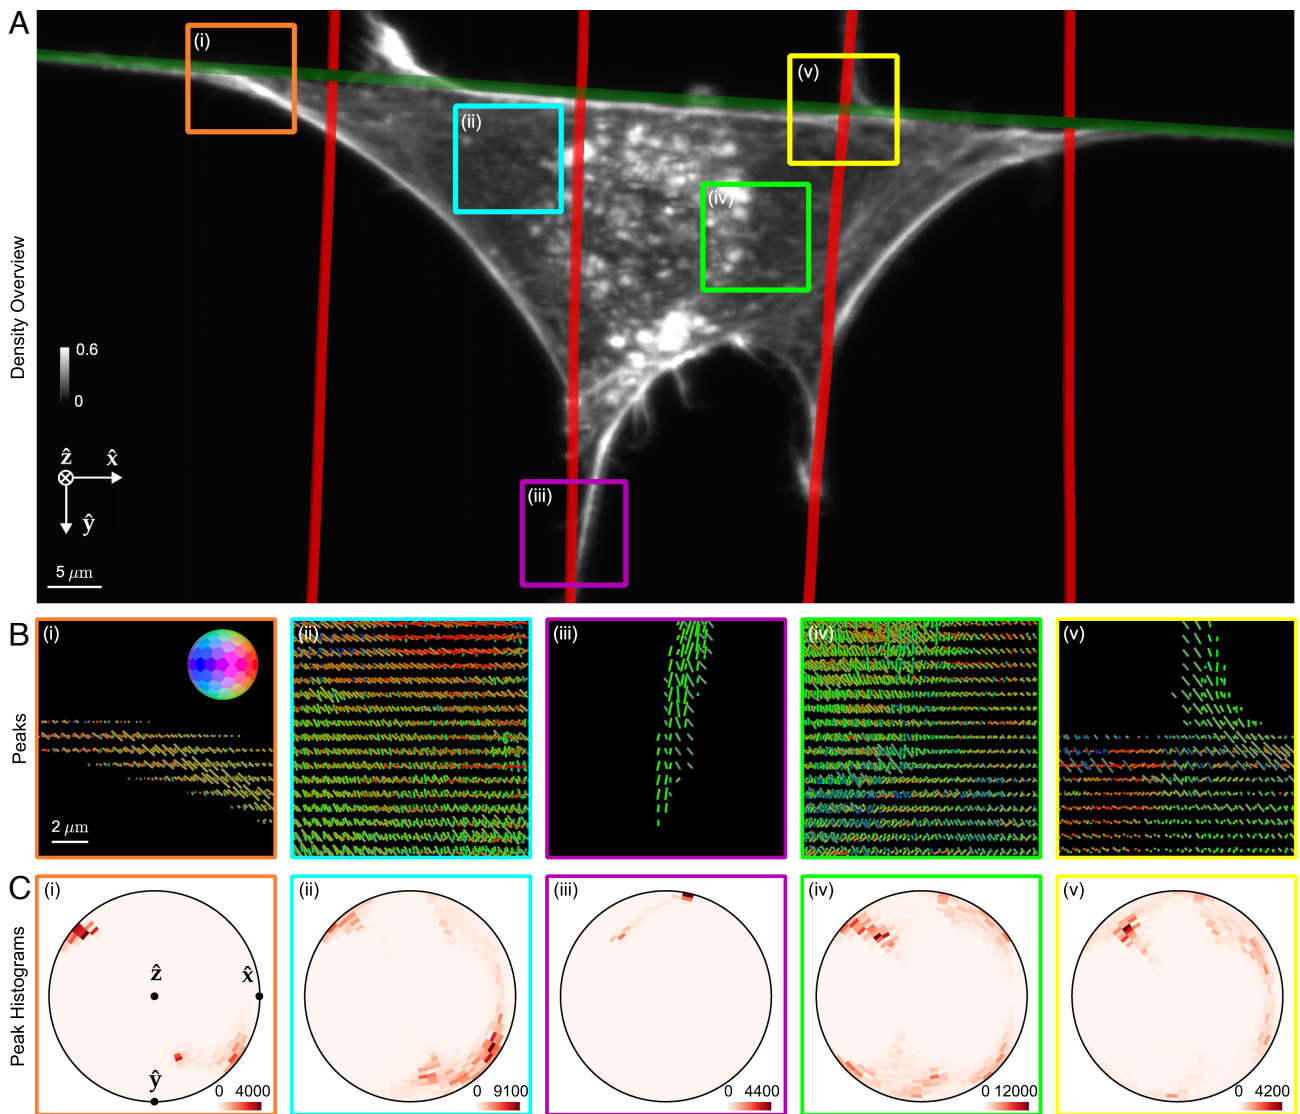 A
Density Overview
(i)
(ii)
(iii)
(iv)
(v)
0.6
0
ẑ
x̂
ŷ
5 μm
B
Peaks
(i)
(ii)
(iii)
(iv)
(v)
2 μm
C
Peak Histograms
(i)
(ii)
(iii)
(iv)
(v)
ẑ
x̂
ŷ
0 4000
0 9100
0 4400
0 12000
0 4200